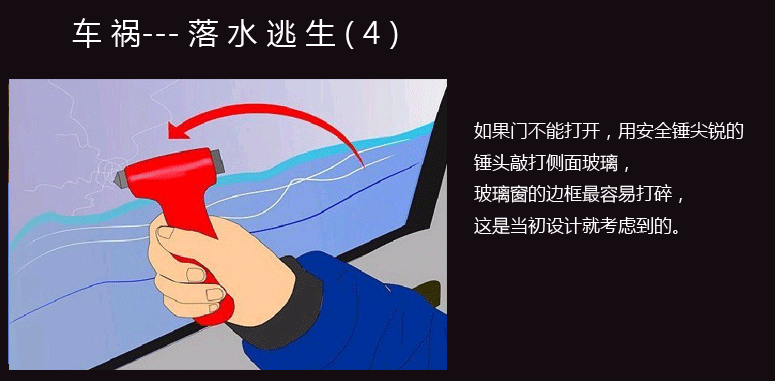 车祸---落水逃生(4)
如果门不能打开，用安全锤尖锐的
锤头敲打侧面玻璃，
玻璃窗的边框最容易打碎，
这是当初设计就考虑到的。